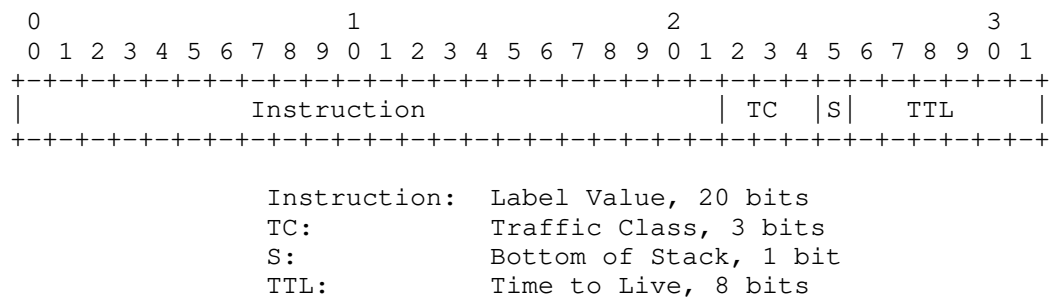 0                   1                   2                   3
0 1 2 3 4 5 6 7 8 9 0 1 2 3 4 5 6 7 8 9 0 1 2 3 4 5 6 7 8 9 0 1
+-+-+-+-+-+-+-+-+-+-+-+-+-+-+-+-+-+-+-+-+-+-+-+-+-+-+-+-+-+-+-+-+
|              Instruction                  | TC  |S|   TTL     |
+-+-+-+-+-+-+-+-+-+-+-+-+-+-+-+-+-+-+-+-+-+-+-+-+-+-+-+-+-+-+-+-+
Instruction:  Label Value, 20 bits
TC:           Traffic Class, 3 bits
S:            Bottom of Stack, 1 bit
TTL:          Time to Live, 8 bits